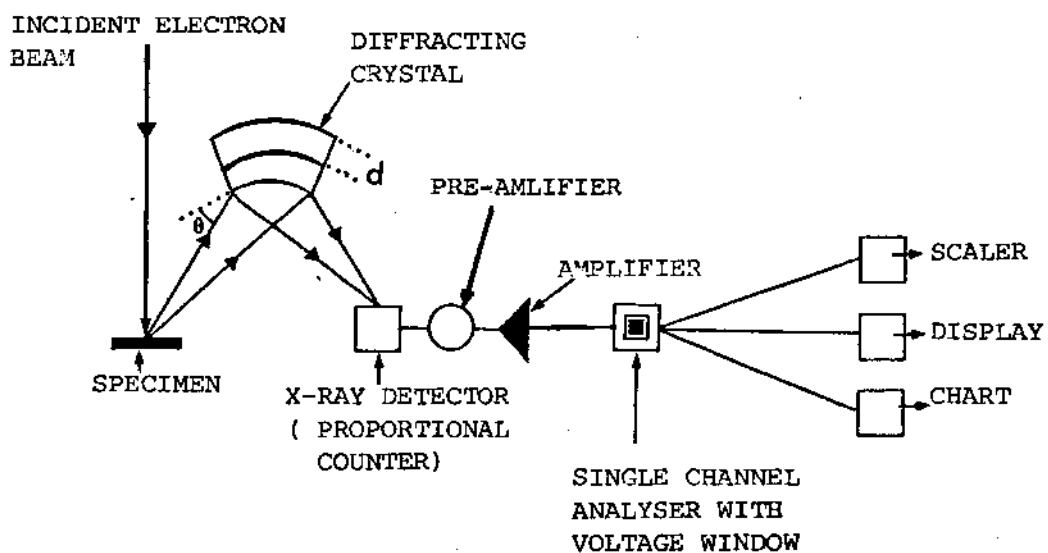 INCIDENT ELECTRON
BEAM
DIFFRACTING
CRYSTAL
d
θ
PRE-AMLIFIER
AMPLIFIER
SCALER
DISPLAY
CHART
SPECIMEN
X-RAY DETECTOR
( PROPORTIONAL
COUNTER)
SINGLE CHANNEL
ANALYSER WITH
VOLTAGE WINDOW